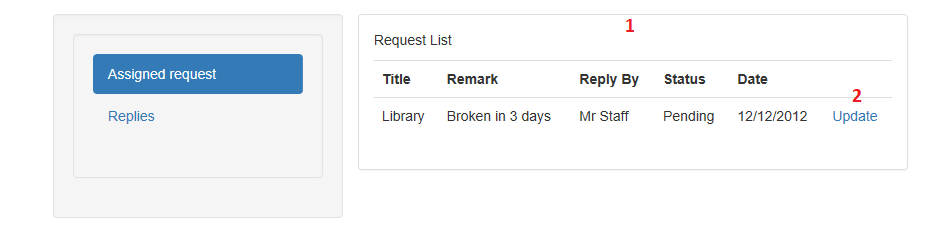 Assigned request
Replies
1
Request List
Title Remark Reply By Status Date
2
Library Broken in 3 days Mr Staff Pending 12/12/2012 Update